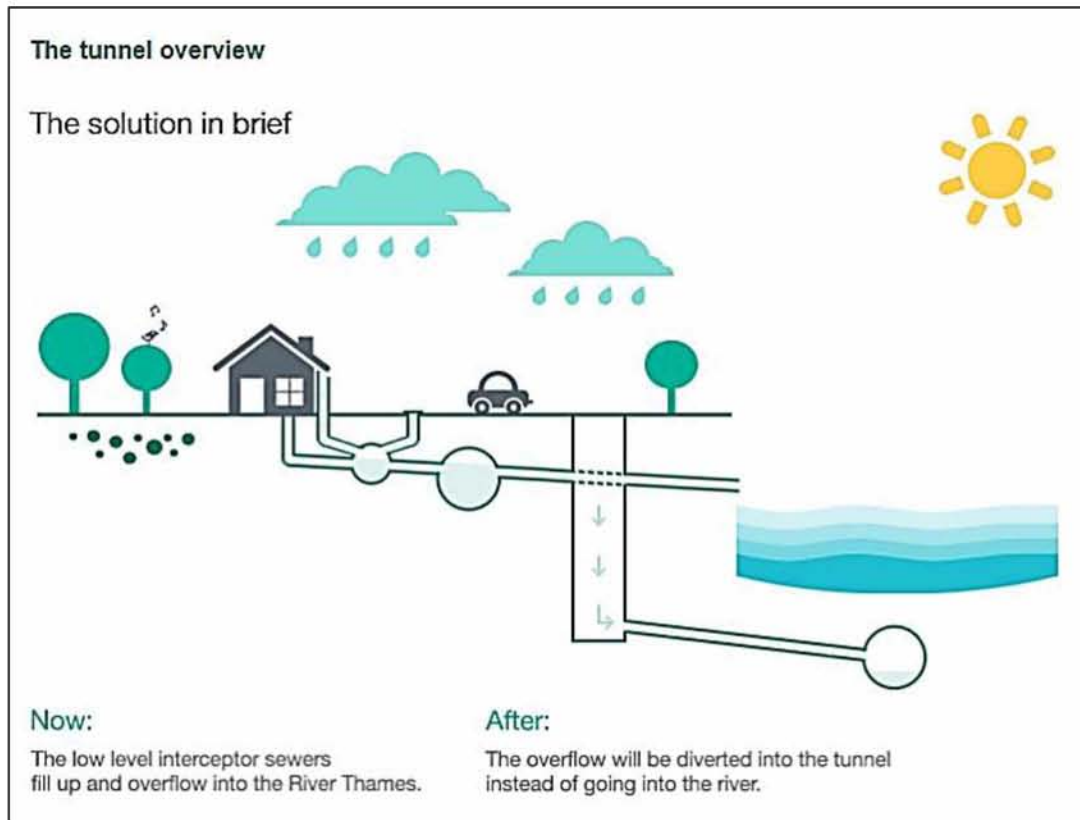 The tunnel overview
The solution in brief
Now:
The low level interceptor sewers
fill up and overflow into the River Thames.
After:
The overflow will be diverted into the tunnel
instead of going into the river.